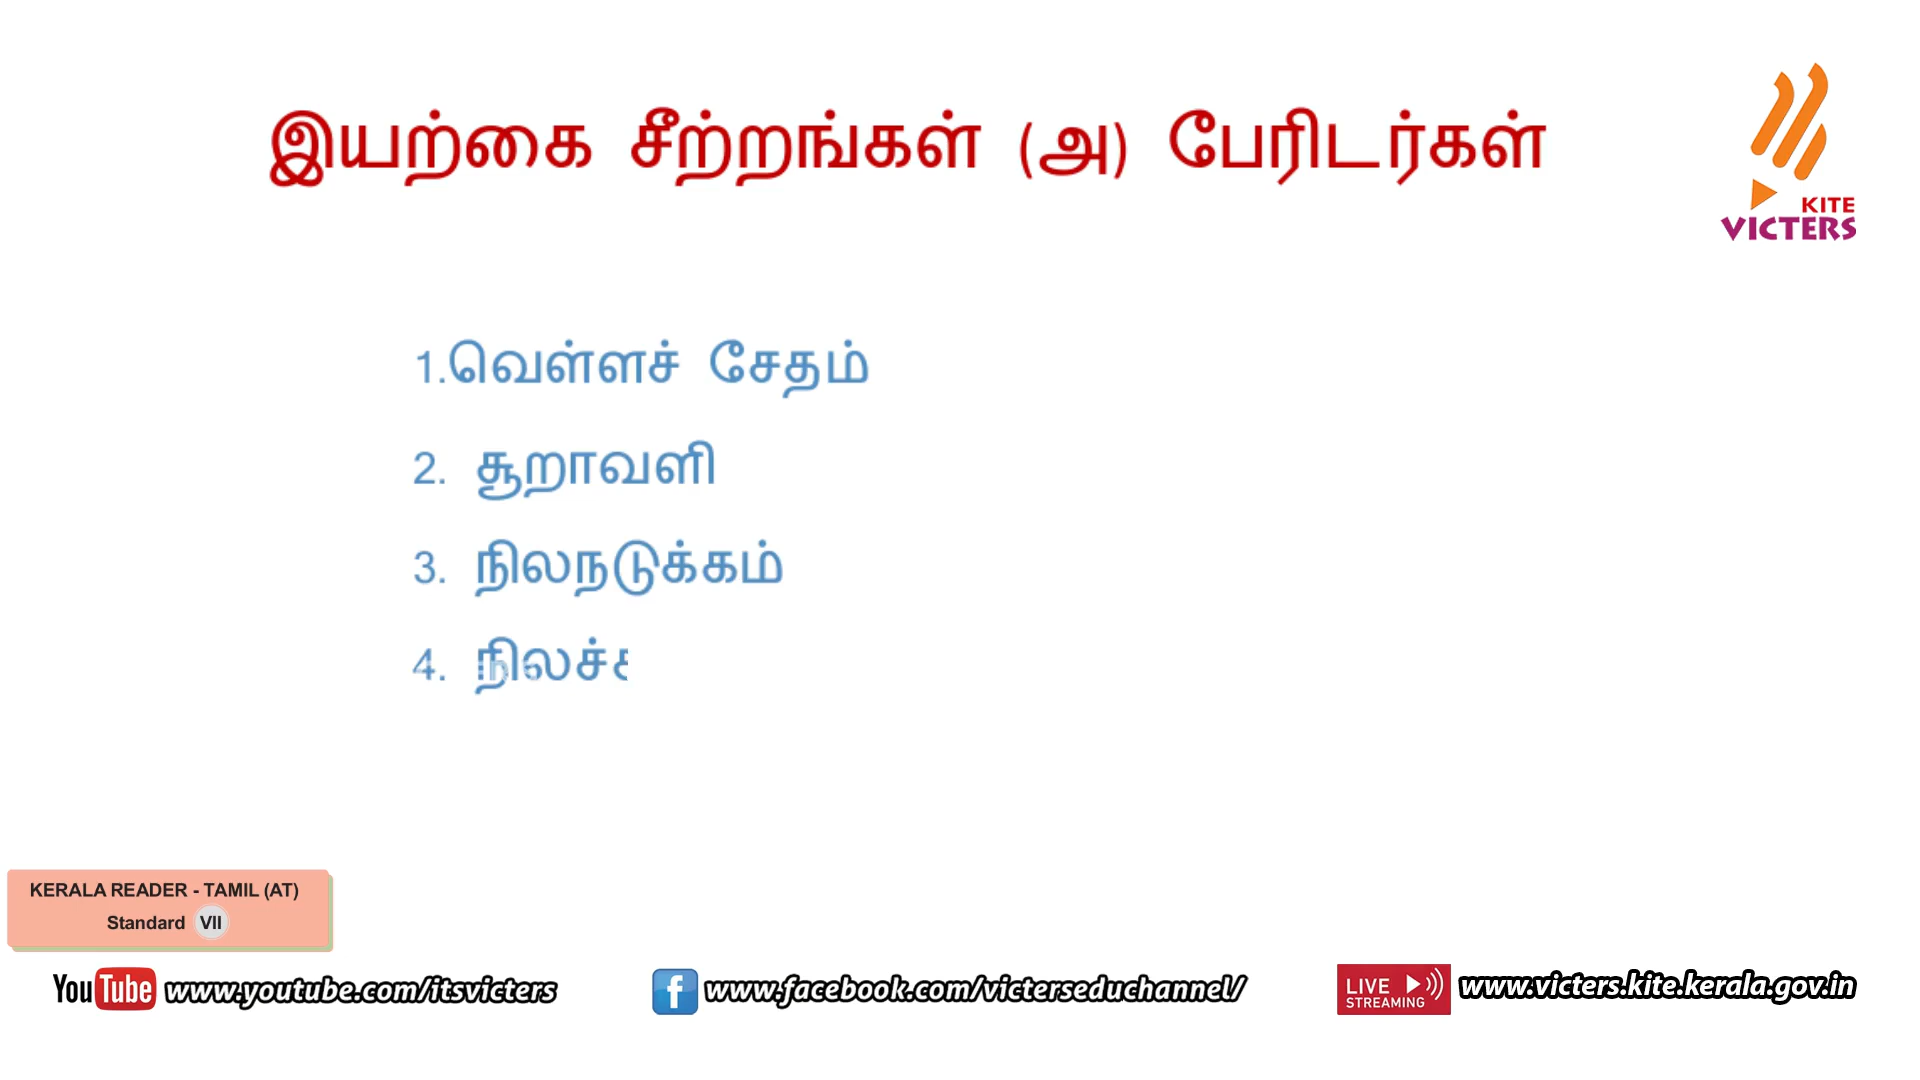 இயற்கை சீற்றங்கள் (அ) பேரிடர்கள்
KITE
VICTERS
1.வெள்ளச் சேதம்
2. சூறாவளி
3. நிலநடுக்கம்
4.
KERALA READER - TAMIL (AT)
Standard VII
YouTube www.youtube.com/itsvicters
f www.facebook.com/victerseduchannel/
LIVE STREAMING www.victers.kite.kerala.gov.in